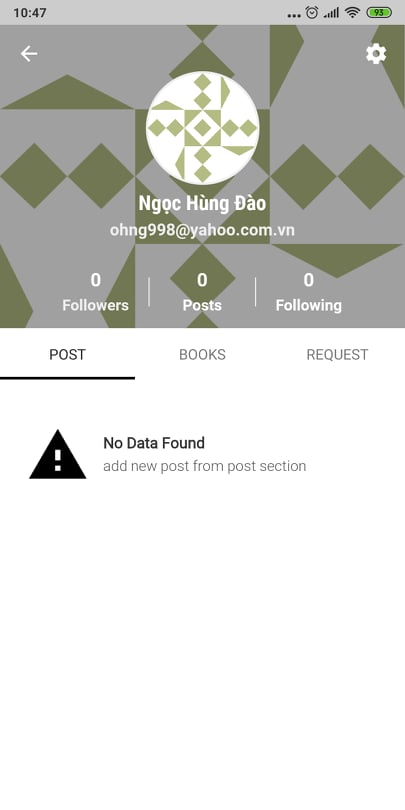 10:47
93
Ngọc Hùng Đào
ohng998@yahoo.com.vn
0 0 0
Followers Posts Following
POST BOOKS REQUEST
No Data Found
add new post from post section